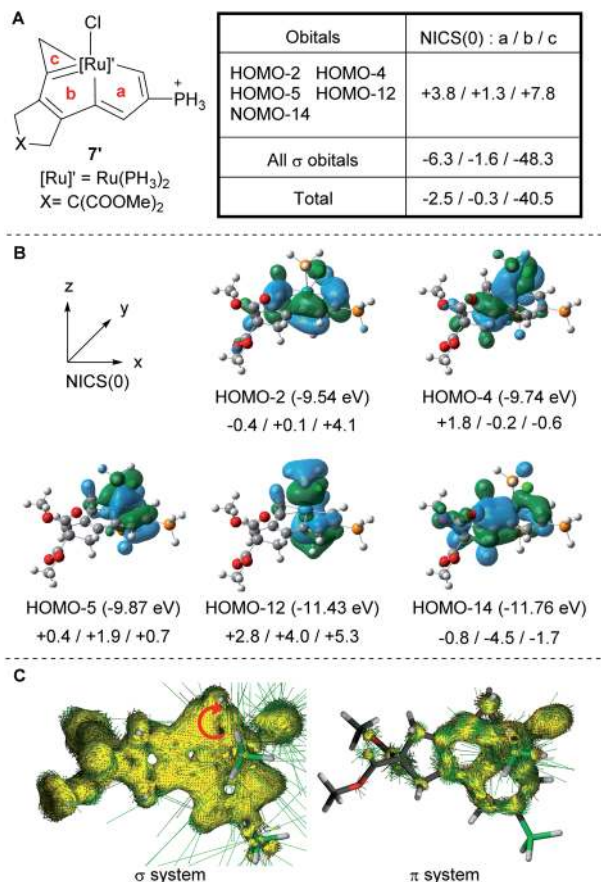 A
Cl
[Ru]'
c
b
a
+
PH3
X
7'
[Ru]' = Ru(PH3)2
X= C(COOMe)2
Obitals NICS(0) : a / b / c
HOMO-2 HOMO-4
HOMO-5 HOMO-12
NOMO-14
+3.8 / +1.3 / +7.8
All σ obitals -6.3 / -1.6 / -48.3
Total -2.5 / -0.3 / -40.5
B
z
y
x
NICS(0)
HOMO-2 (-9.54 eV)
-0.4 / +0.1 / +4.1
HOMO-4 (-9.74 eV)
+1.8 / -0.2 / -0.6
HOMO-5 (-9.87 eV)
+0.4 / +1.9 / +0.7
HOMO-12 (-11.43 eV)
+2.8 / +4.0 / +5.3
HOMO-14 (-11.76 eV)
-0.8 / -4.5 / -1.7
C
σ system
π system